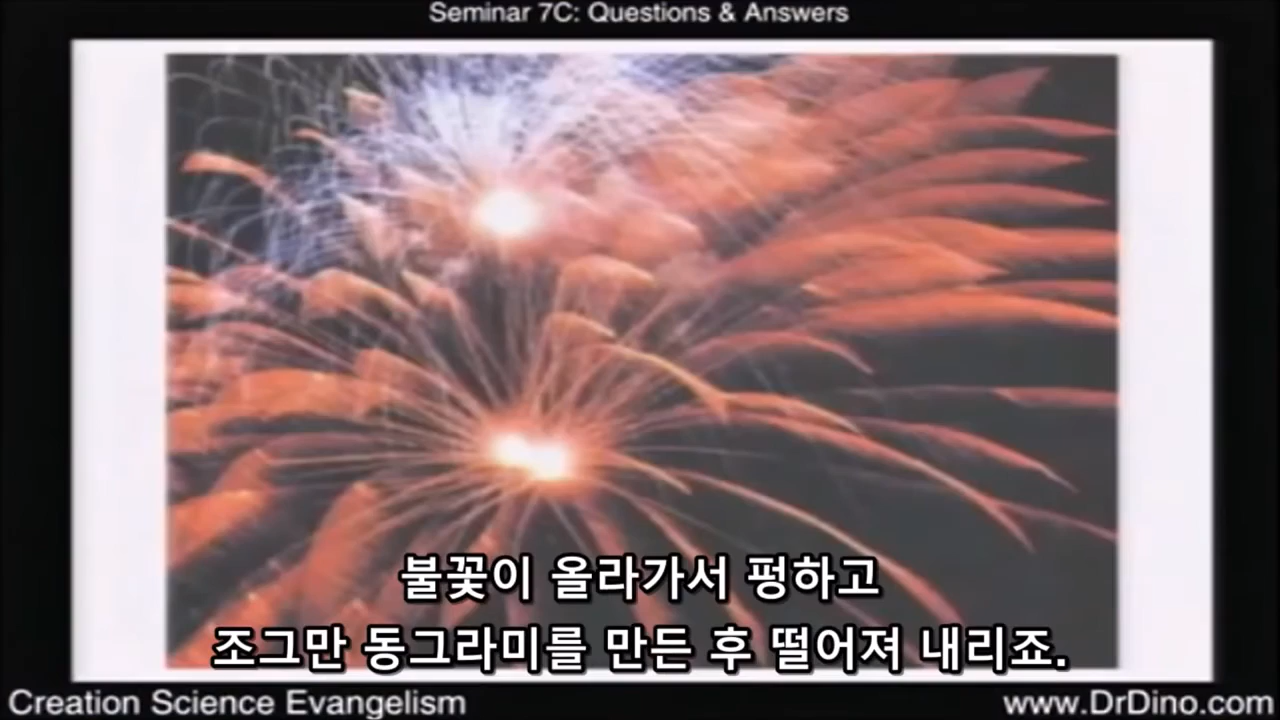 Seminar 7C: Questions & Answers
불꽃이 올라가서 펑하고
조그만 동그라미를 만든 후 떨어져 내리죠.
Creation Science Evangelism
www.DrDino.com